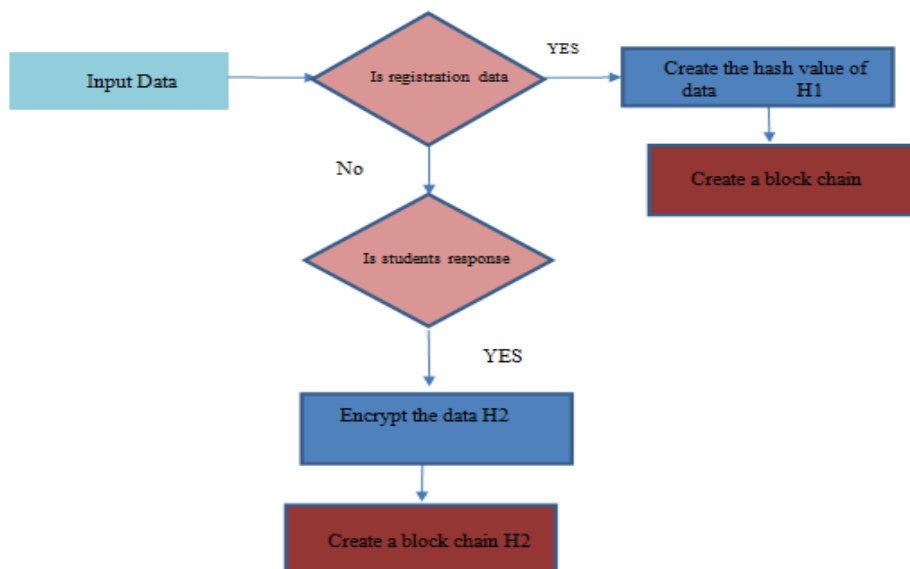 Input Data
Is registration data
YES
Create the hash value of
data H1
Create a block chain
No
Is students response
YES
Encrypt the data H2
Create a block chain H2